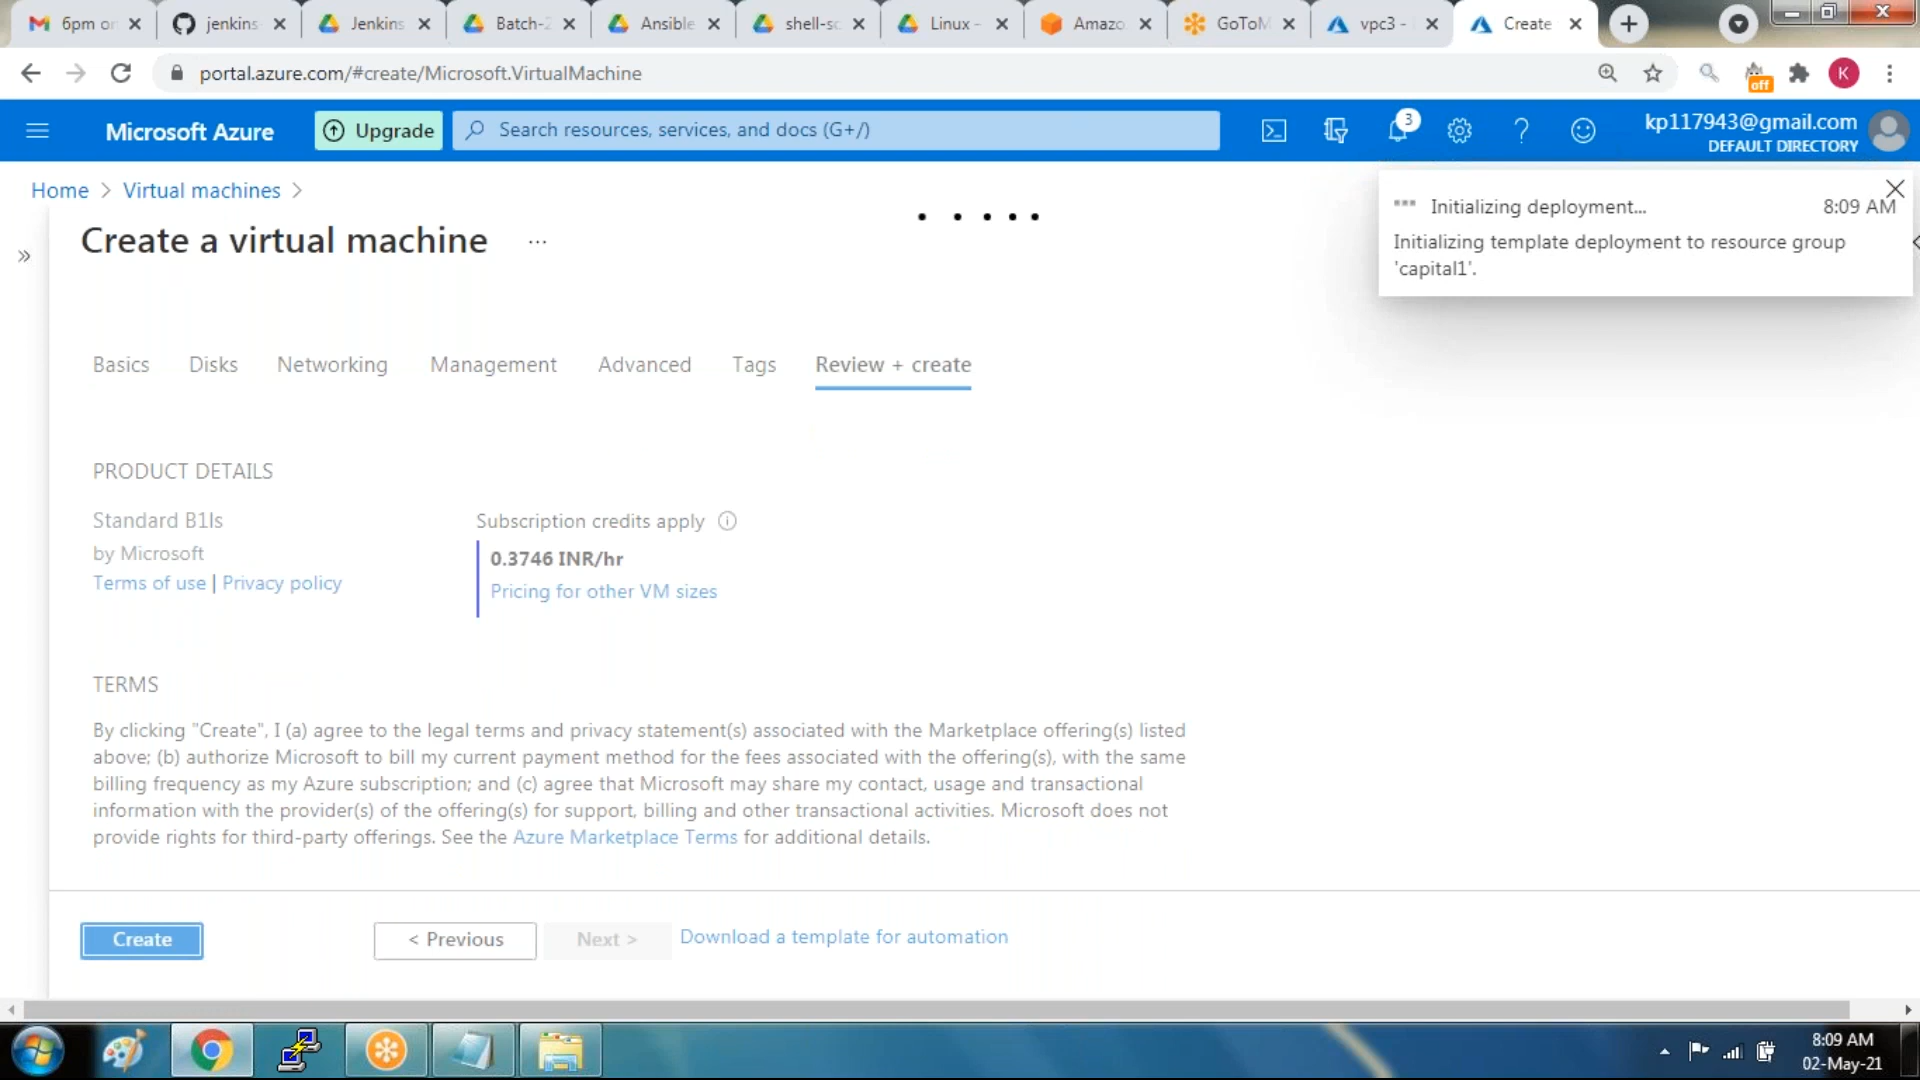 6pm on
jenkins
Jenkins
Batch-2
Ansible
shell-sc
Linux -
Amazo
GoToM
vpc3 -
Create
portal.azure.com/#create/Microsoft.VirtualMachine
off
K
Microsoft Azure
Upgrade
Search resources, services, and docs (G+/)
3
kp117943@gmail.com
DEFAULT DIRECTORY
Home > Virtual machines >
Initializing deployment...
8:09 AM
Initializing template deployment to resource group
'capital1'.
Create a virtual machine ...
Basics Disks Networking Management Advanced Tags Review + create
PRODUCT DETAILS
Standard B1ls
by Microsoft
Terms of use | Privacy policy
Subscription credits apply
0.3746 INR/hr
Pricing for other VM sizes
TERMS
By clicking "Create", I (a) agree to the legal terms and privacy statement(s) associated with the Marketplace offering(s) listed
above; (b) authorize Microsoft to bill my current payment method for the fees associated with the offering(s), with the same
billing frequency as my Azure subscription; and (c) agree that Microsoft may share my contact, usage and transactional
information with the provider(s) of the offering(s) for support, billing and other transactional activities. Microsoft does not
provide rights for third-party offerings. See the Azure Marketplace Terms for additional details.
Create
< Previous
Next >
Download a template for automation
8:09 AM
02-May-21